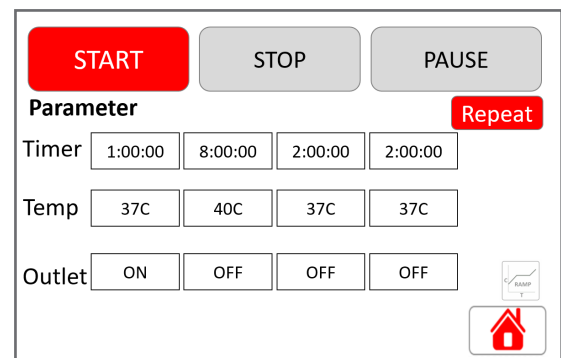 START STOP PAUSE
Parameter Repeat
Timer 1:00:00 8:00:00 2:00:00 2:00:00
Temp 37C 40C 37C 37C
Outlet ON OFF OFF OFF
C RAMP
T